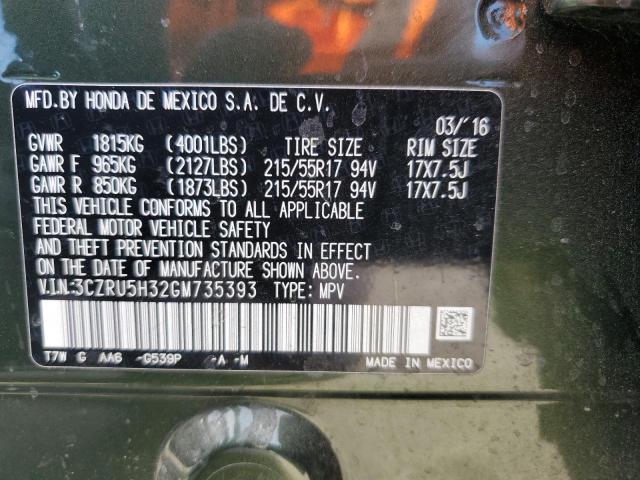 MFD.BY HONDA DE MEXICO S.A. DE C.V.
03/'16
GVWR 1815KG (4001LBS) TIRE SIZE RIM SIZE
GAWR F 965KG (2127LBS) 215/55R17 94V 17X7.5J
GAWR R 850KG (1873LBS) 215/55R17 94V 17X7.5J
THIS VEHICLE CONFORMS TO ALL APPLICABLE
FEDERAL MOTOR VEHICLE SAFETY
AND THEFT PREVENTION STANDARDS IN EFFECT
ON THE DATE OF MANUFACTURE SHOWN ABOVE.
V.I.N:3CZRU5H32GM735393 TYPE: MPV
T7W G AA6 -G539P -A -M MADE IN MEXICO